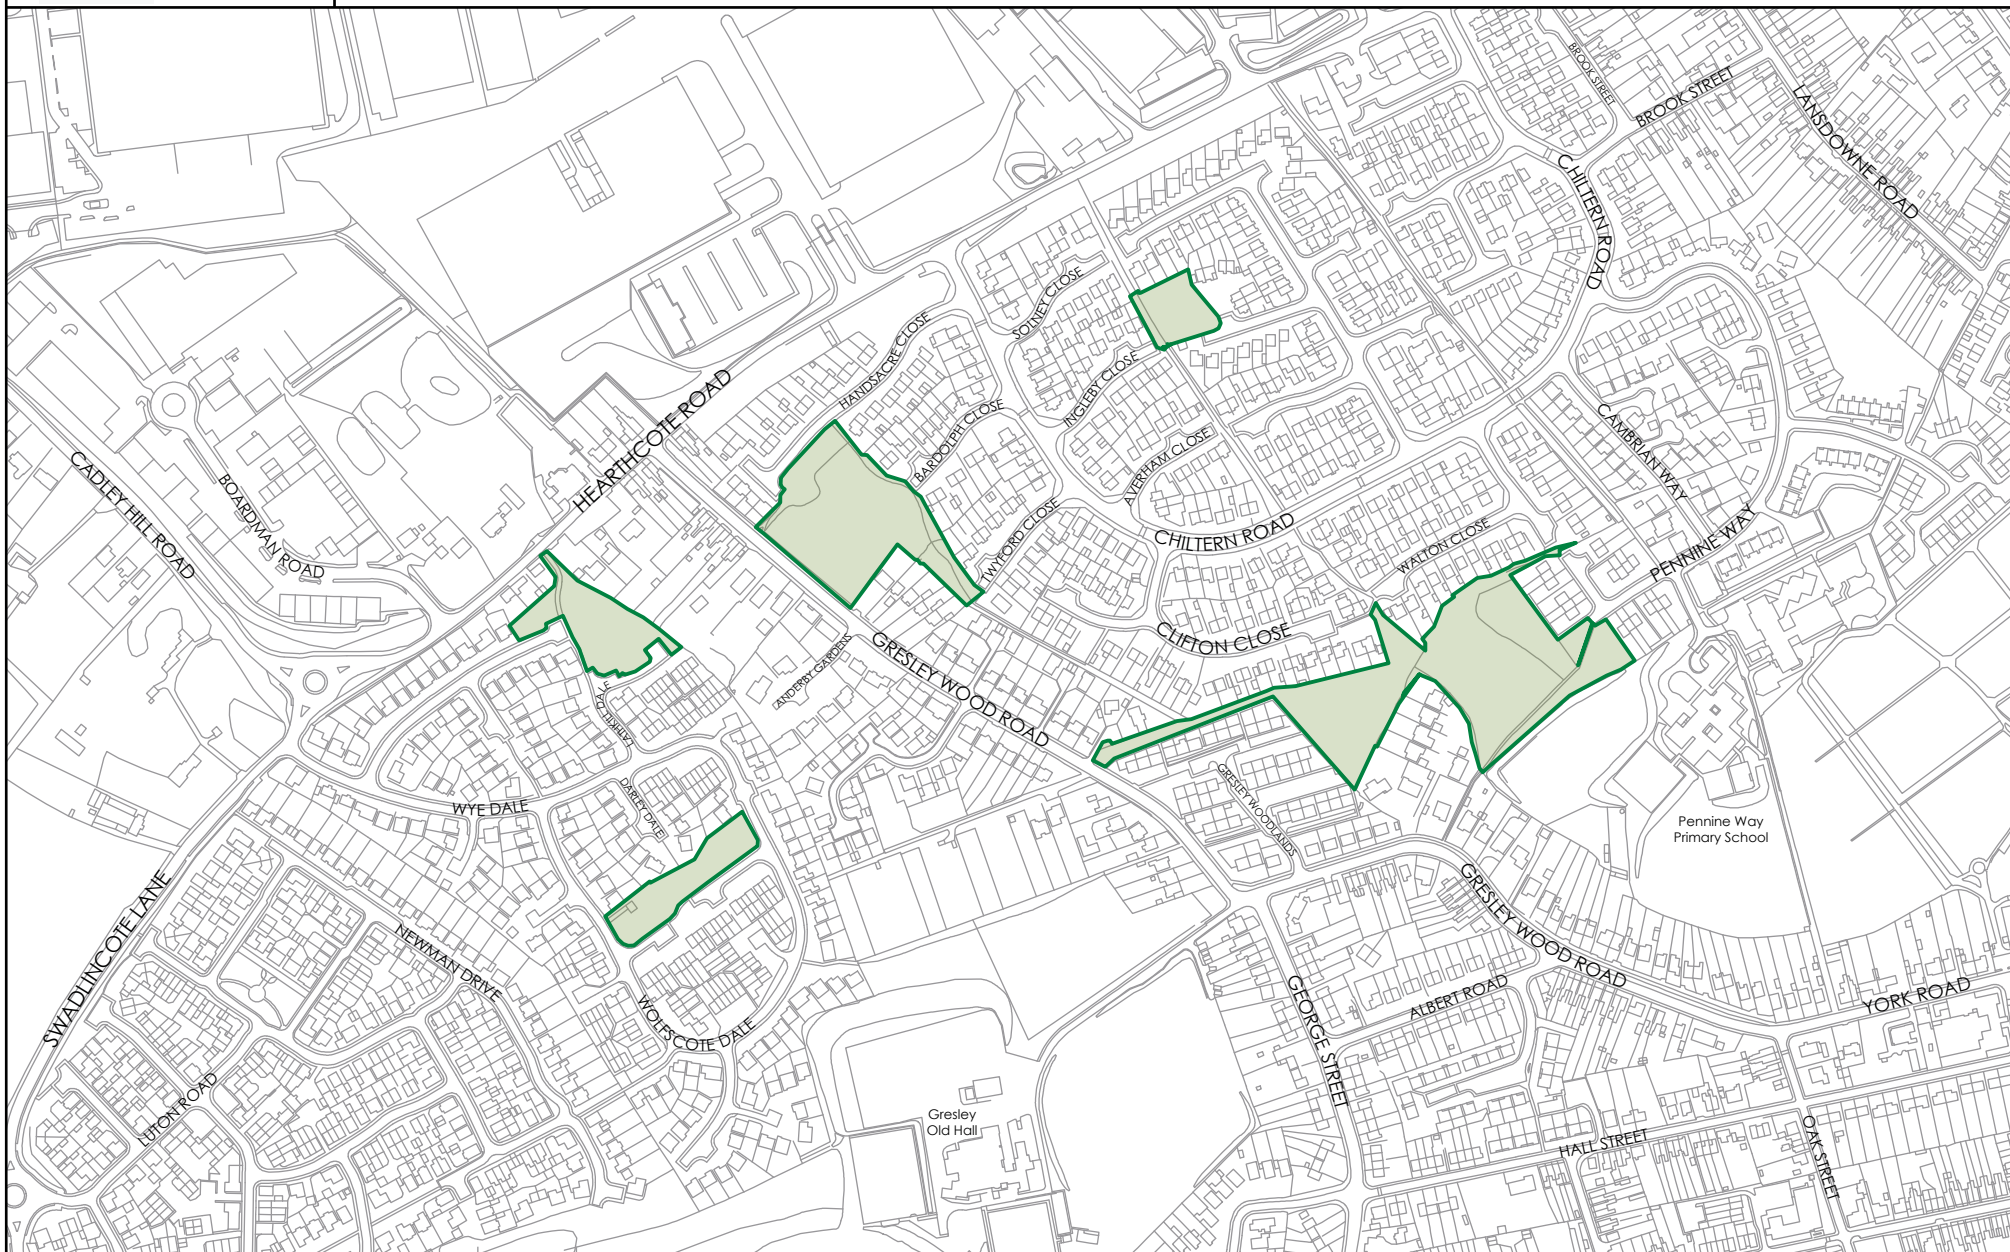 BROOK STREET
BROOK STREET
LANSDOWNE ROAD
CHILTERN ROAD
SOLNEY CLOSE
HANDSACRE CLOSE
INGLEBY CLOSE
HEARTHCOTE ROAD
BARDOLPH CLOSE
AVERHAM CLOSE
CAMBRIAN WAY
CADLEY HILL ROAD
BOARDMAN ROAD
TWYFORD CLOSE
CHILTERN ROAD
WALTON CLOSE
PENNINE WAY
CLIFTON CLOSE
ANDERBY GARDENS
GRESLEY WOOD ROAD
LATHKILL DALE
GRESLEY WOODLANDS
WYE DALE
DARLEY DALE
Pennine Way
Primary School
SWADLINCOTE LANE
NEWMAN DRIVE
GRESLEY WOOD ROAD
WOLFSCOTE DALE
GEORGE STREET
ALBERT ROAD
YORK ROAD
LUTON ROAD
Gresley
Old Hall
HALL STREET
OAK STREET